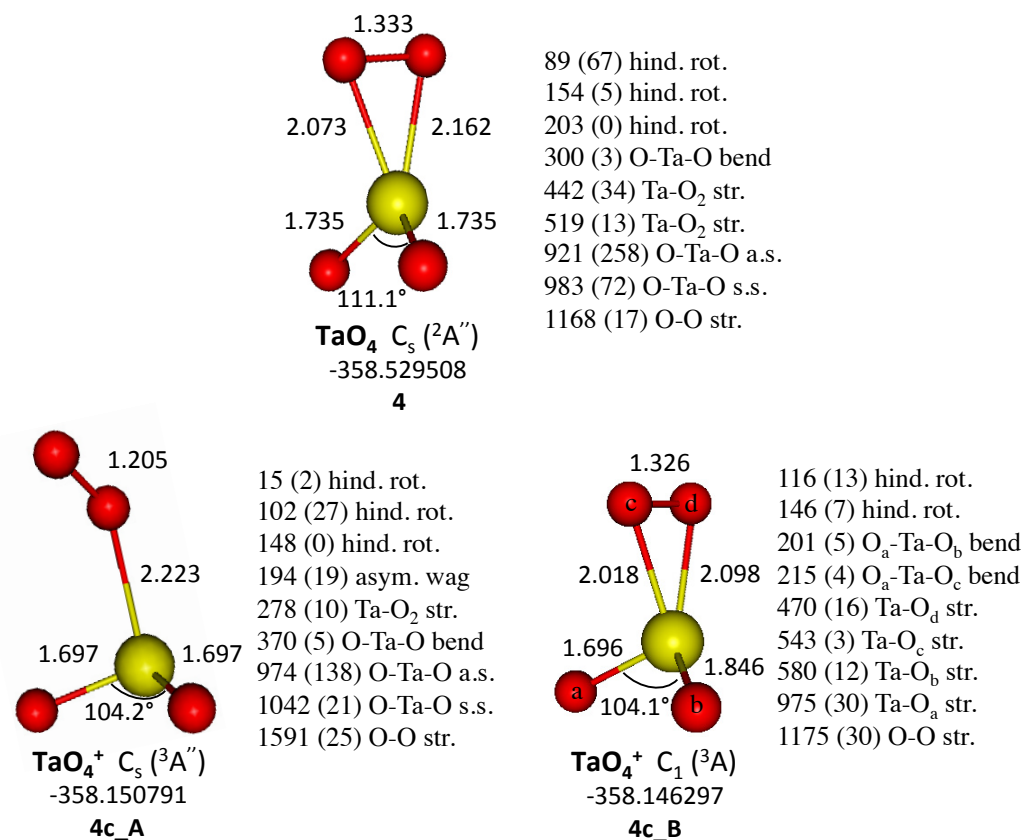 1.333
2.073
2.162
1.735
1.735
111.1°
TaO₄ Cₛ (²A″)
-358.529508
4
89 (67) hind. rot.
154 (5) hind. rot.
203 (0) hind. rot.
300 (3) O-Ta-O bend
442 (34) Ta-O₂ str.
519 (13) Ta-O₂ str.
921 (258) O-Ta-O a.s.
983 (72) O-Ta-O s.s.
1168 (17) O-O str.
1.205
2.223
1.697
1.697
104.2°
TaO₄⁺ Cₛ (³A″)
-358.150791
4c_A
15 (2) hind. rot.
102 (27) hind. rot.
148 (0) hind. rot.
194 (19) asym. wag
278 (10) Ta-O₂ str.
370 (5) O-Ta-O bend
974 (138) O-Ta-O a.s.
1042 (21) O-Ta-O s.s.
1591 (25) O-O str.
1.326
c
d
2.018
2.098
1.696
1.846
a
b
104.1°
TaO₄⁺ C₁ (³A)
-358.146297
4c_B
116 (13) hind. rot.
146 (7) hind. rot.
201 (5) Oₐ-Ta-O_b bend
215 (4) Oₐ-Ta-O_c bend
470 (16) Ta-O_d str.
543 (3) Ta-O_c str.
580 (12) Ta-O_b str.
975 (30) Ta-Oₐ str.
1175 (30) O-O str.